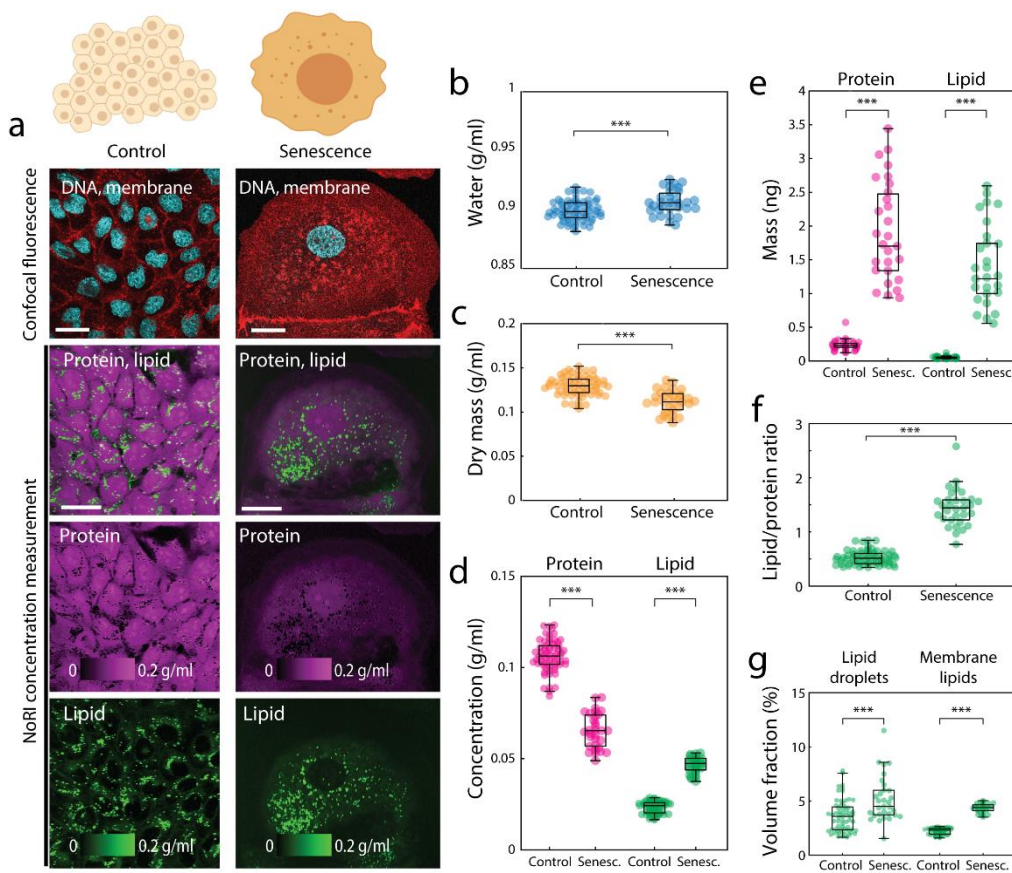 a
Control
Senescence
Confocal fluorescence
DNA, membrane
DNA, membrane
NoRI concentration measurement
Protein, lipid
Protein, lipid
Protein
Protein
0
0.2 g/ml
0
0.2 g/ml
Lipid
Lipid
0
0.2 g/ml
0
0.2 g/ml
b
Water (g/ml)
1
0.95
0.9
0.85
***
Control
Senescence
c
Dry mass (g/ml)
0.2
0.15
0.1
0.05
0
***
Control
Senescence
d
Protein
Lipid
Concentration (g/ml)
0.15
0.1
0.05
0
***
***
Control
Senesc.
Control
Senesc.
e
Protein
Lipid
Mass (ng)
4
3.5
3
2.5
2
1.5
1
0.5
0
***
***
Control
Senesc.
Control
Senesc.
f
Lipid/protein ratio
3
2
1
0
***
Control
Senescence
g
Lipid
droplets
Membrane
lipids
Volume fraction (%)
15
10
5
0
***
***
Control
Senesc.
Control
Senesc.